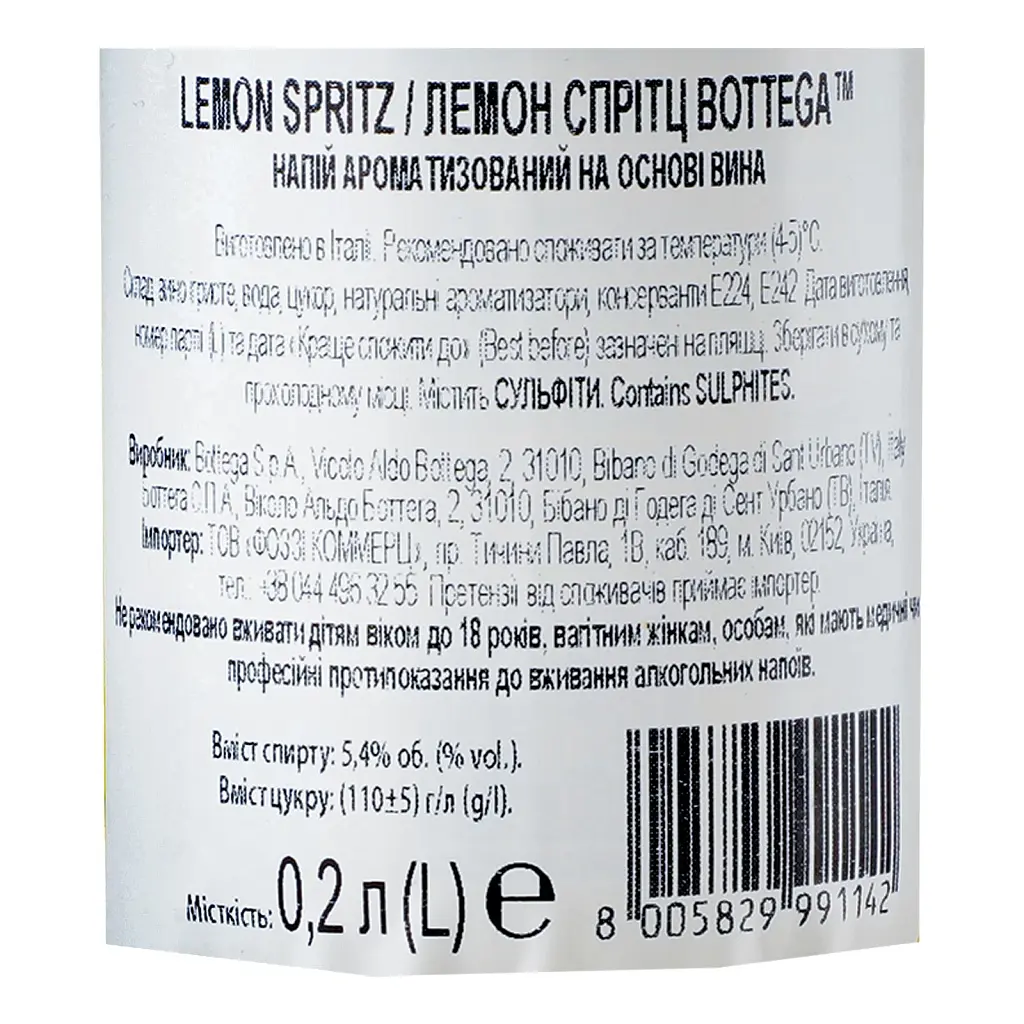 LEMON SPRITZ / ЛЕМОН СПРІТЦ BOTTEGA™
НАПІЙ АРОМАТИЗОВАНИЙ НА ОСНОВІ ВИНА
Виготовлено в Італії. Рекомендовано споживати за температури (4-5)°С.
Склад: вино ігристе, вода, цукор, натуральні ароматизатори, консерванти Е224, Е242. Дата виготовлення,
номер партії (L) та дата «Краще спожити до» (Best before) зазначені на пляшці. Зберігати в сухому та
прохолодному місці. Містить СУЛЬФІТИ. Contains SULPHITES.
Виробник: Bottega S.p.A., Vicolo Aldo Bottega, 2, 31010, Bibano di Godega di Sant Urbano (TV), Italy/
Боттега С.П.А., Віколо Альдо Боттега, 2, 31010, Бібано ді Годега ді Сент Урбано (ТВ), Італія.
Імпортер: ТОВ «ФОЗЗІ КОММЕРЦ», пр. Тичини Павла, 1В, каб. 189, м. Київ, 02152, Україна,
тел.: +38 044 496 32 55. Претензії від споживачів приймає імпортер.
Не рекомендовано вживати дітям віком до 18 років, вагітним жінкам, особам, які мають медичні чи
професійні протипоказання до вживання алкогольних напоїв.
Вміст спирту: 5,4% об. (% vol.).
Вміст цукру: (110±5) г/л (g/l).
Місткість: 0,2 л (L) e
8 005829 991142